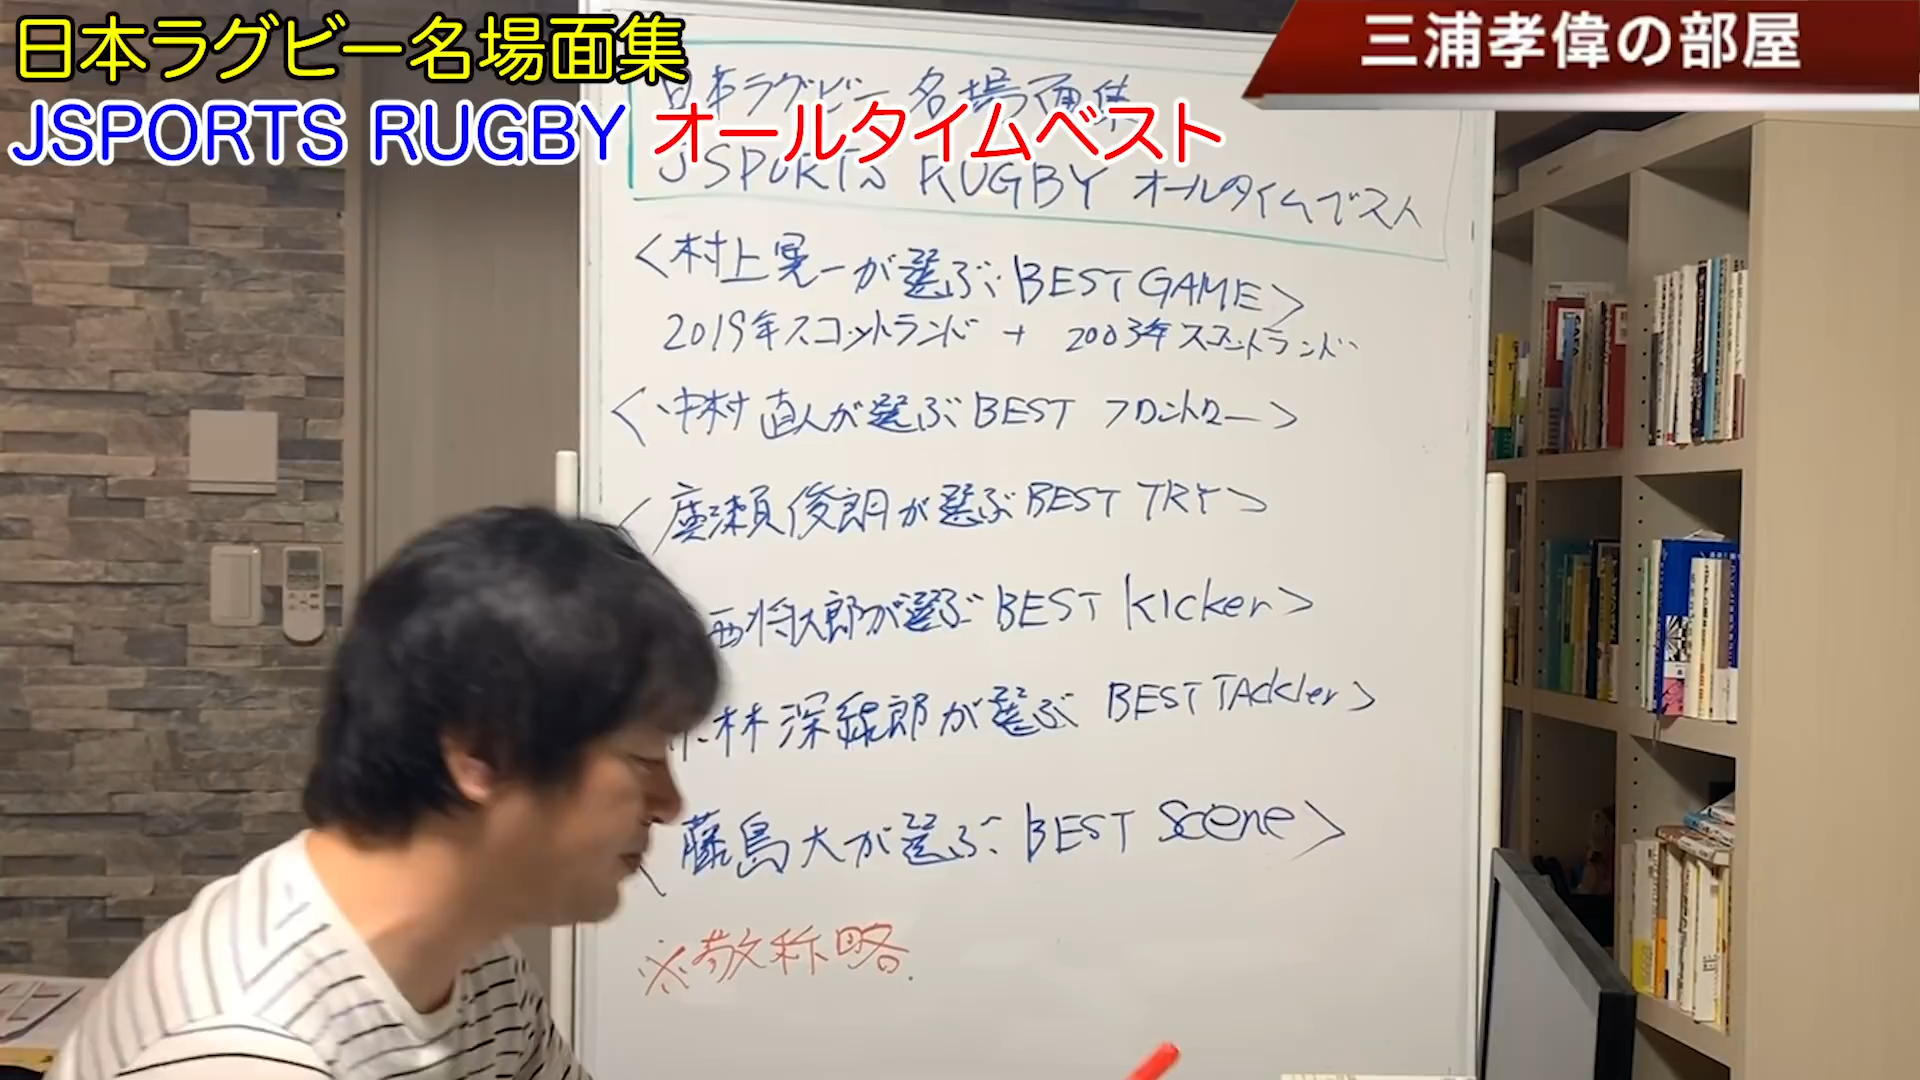 日本ラグビー名場面集
JSPORTS RUGBY オールタイムベスト
三浦孝偉の部屋
日本ラグビー名場面集
JSPORTS RUGBY オールタイムベスト
<村上晃一が選ぶBEST GAME>
2019年スコットランド + 2003年スコットランド
<中村直人が選ぶBEST フロントロー>
<廣瀬俊朗が選ぶBEST TRY>
西将太郎が選ぶBEST Kicker>
林深緑郎が選ぶ BEST TAckler>
<藤島大が選ぶBEST Scene>
※敬称略.